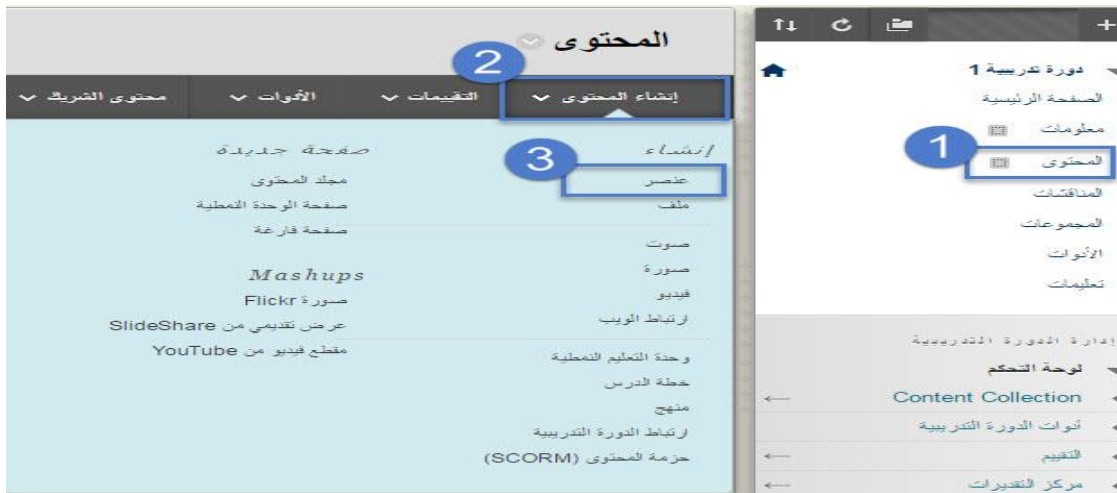 دورة تدريبية 1
الصفحة الرئيسية
معلومات
1
المحتوى
المناقشات
المجموعات
الأدوات
تعليمات
إدارة الدورة التدريبية
لوحة التحكم
Content Collection
أدوات الدورة التدريبية
التقييم
مركز التقديرات
المحتوى
2
إنشاء المحتوى
التقييمات
الأدوات
محتوى الشريك
إنشاء
3
عنصر
ملف
صوت
صورة
فيديو
ارتباط الويب
وحدة التعليم النمطية
خطة الدرس
منهج
ارتباط الدورة التدريبية
حزمة المحتوى (SCORM)
صفحة جديدة
مجلد المحتوى
صفحة الوحدة النمطية
صفحة فارغة
Mashups
صورة Flickr
عرض تقديمي من SlideShare
مقطع فيديو من YouTube